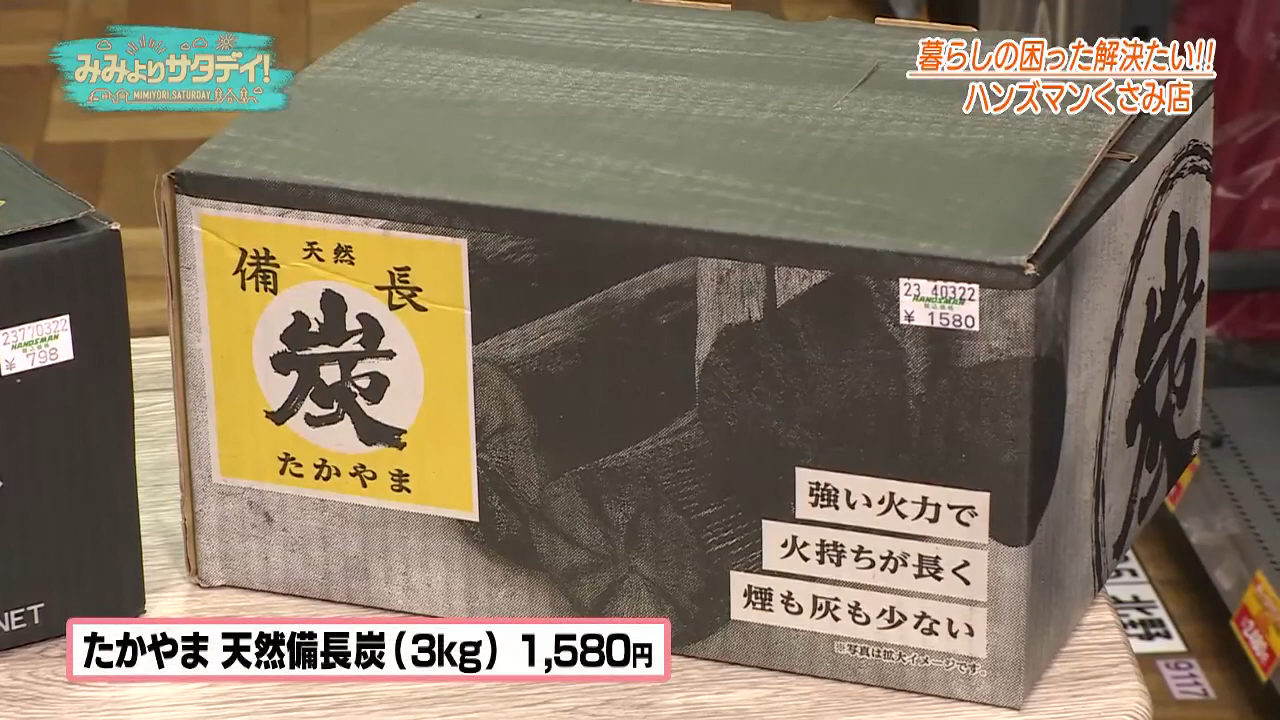 みみよりサタデイ!
MIMIYORI SATURDAY
暮らしの困った解決たい!!
ハンズマンくさみ店
天然
備長
炭
たかやま
23 40322
HANDSMAN
¥ 1580
23770322
HANDSMAN
¥ 798
強い火力で
火持ちが長く
煙も灰も少ない
※写真は拡大イメージです。
炭
NET
北野
9117
たかやま 天然備長炭(3kg) 1,580円